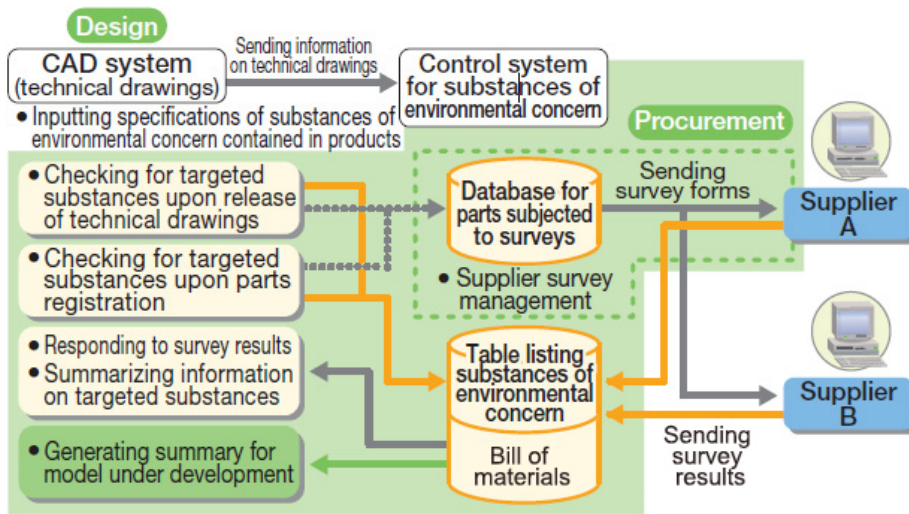 Design
CAD system
(technical drawings)
Sending information
on technical drawings
Control system
for substances of
environmental concern
• Inputting specifications of substances of
environmental concern contained in products
Procurement
• Checking for targeted
substances upon release
of technical drawings
• Checking for targeted
substances upon parts
registration
Database for
parts subjected
to surveys
Sending
survey forms
Supplier
A
• Supplier survey
management
• Responding to survey results
• Summarizing information
on targeted substances
Table listing
substances of
environmental
concern
Supplier
B
• Generating summary for
model under development
Bill of
materials
Sending
survey
results